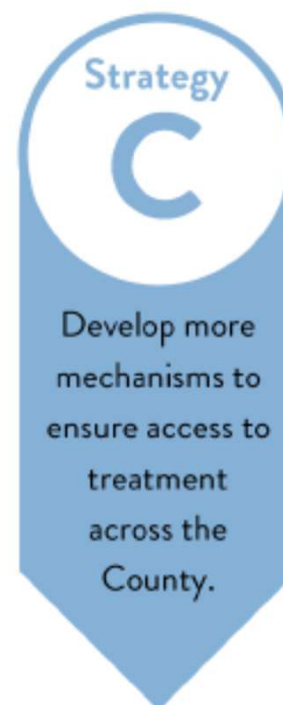 Strategy
C
Develop more
mechanisms to
ensure access to
treatment
across the
County.